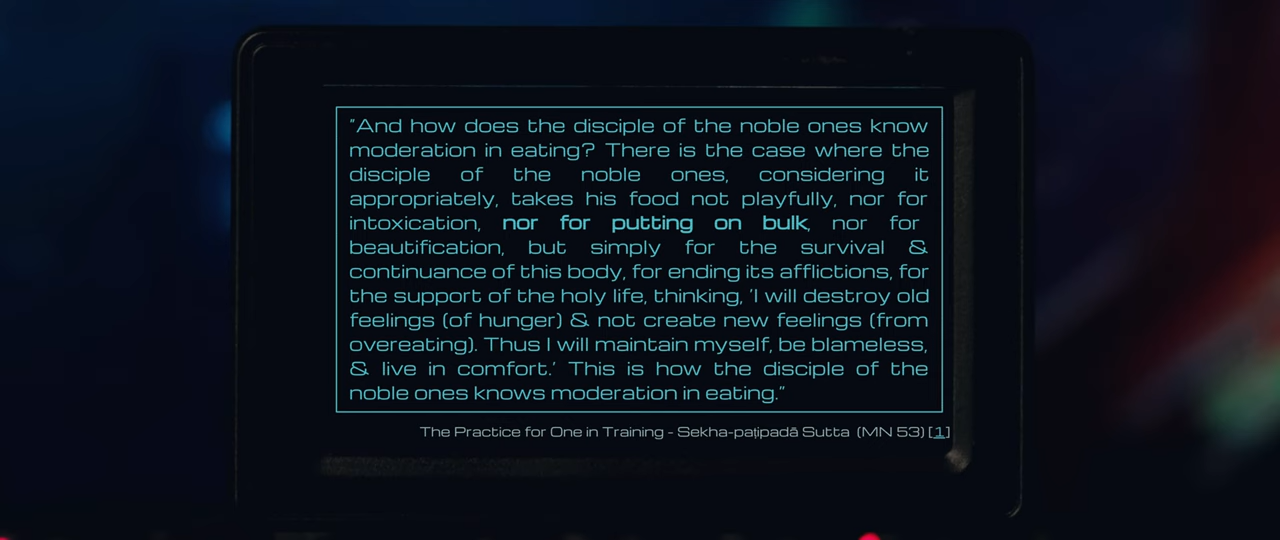 "And how does the disciple of the noble ones know
moderation in eating? There is the case where the
disciple of the noble ones, considering it
appropriately, takes his food not playfully, nor for
intoxication, nor for putting on bulk, nor for
beautification, but simply for the survival &
continuance of this body, for ending its afflictions, for
the support of the holy life, thinking, 'I will destroy old
feelings (of hunger) & not create new feelings (from
overeating). Thus I will maintain myself, be blameless,
& live in comfort.' This is how the disciple of the
noble ones knows moderation in eating."
The Practice for One in Training - Sekha-paṭipadā Sutta (MN 53) [1]